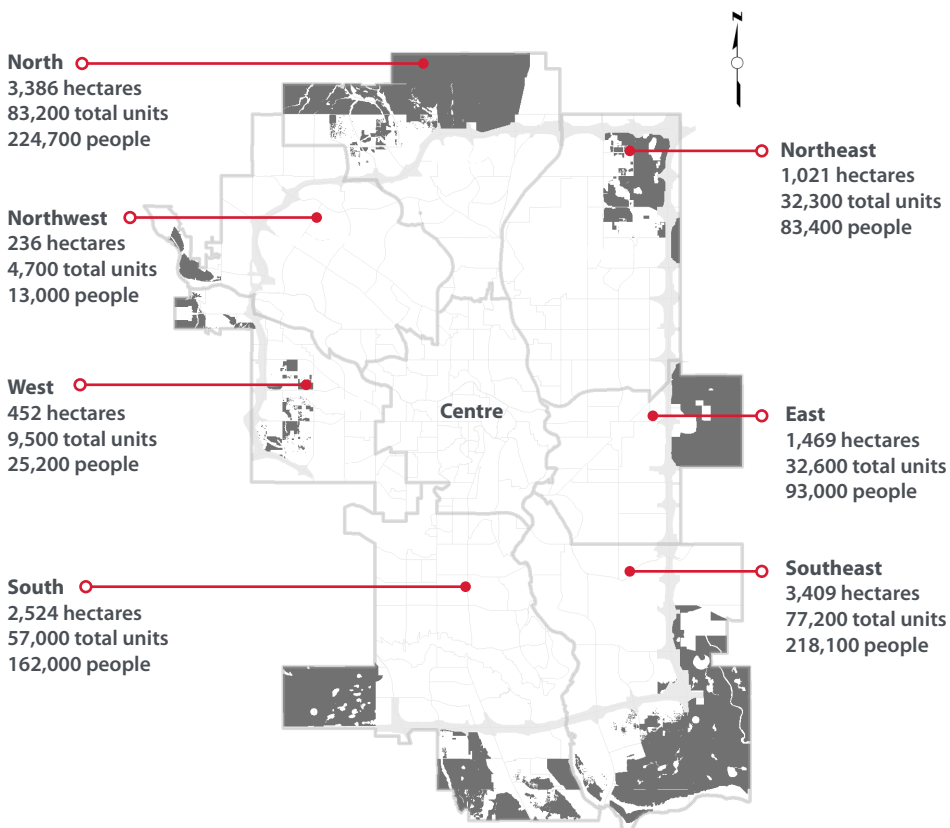 N
North
3,386 hectares
83,200 total units
224,700 people
Northeast
1,021 hectares
32,300 total units
83,400 people
Northwest
236 hectares
4,700 total units
13,000 people
West
452 hectares
9,500 total units
25,200 people
Centre
East
1,469 hectares
32,600 total units
93,000 people
South
2,524 hectares
57,000 total units
162,000 people
Southeast
3,409 hectares
77,200 total units
218,100 people